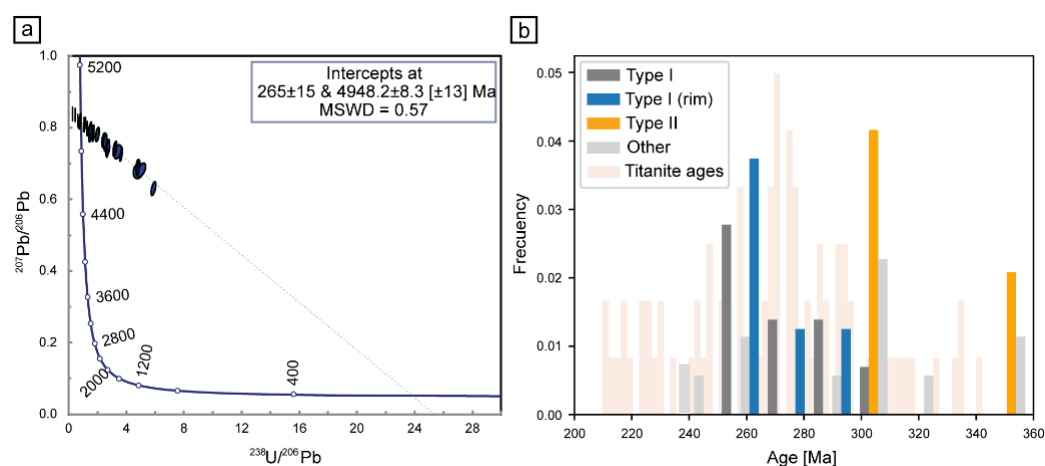 a
1.0
0.8
0.6
0.4
0.2
0.0
²⁰⁷Pb/²⁰⁶Pb
5200
4400
3600
2800
2000
1200
400
Intercepts at
265±15 & 4948.2±8.3 [±13] Ma
MSWD = 0.57
0 4 8 12 16 20 24 28
²³⁸U/²⁰⁶Pb
b
0.05
0.04
0.03
0.02
0.01
0.00
Frecuency
Type I
Type I (rim)
Type II
Other
Titanite ages
200 220 240 260 280 300 320 340 360
Age [Ma]